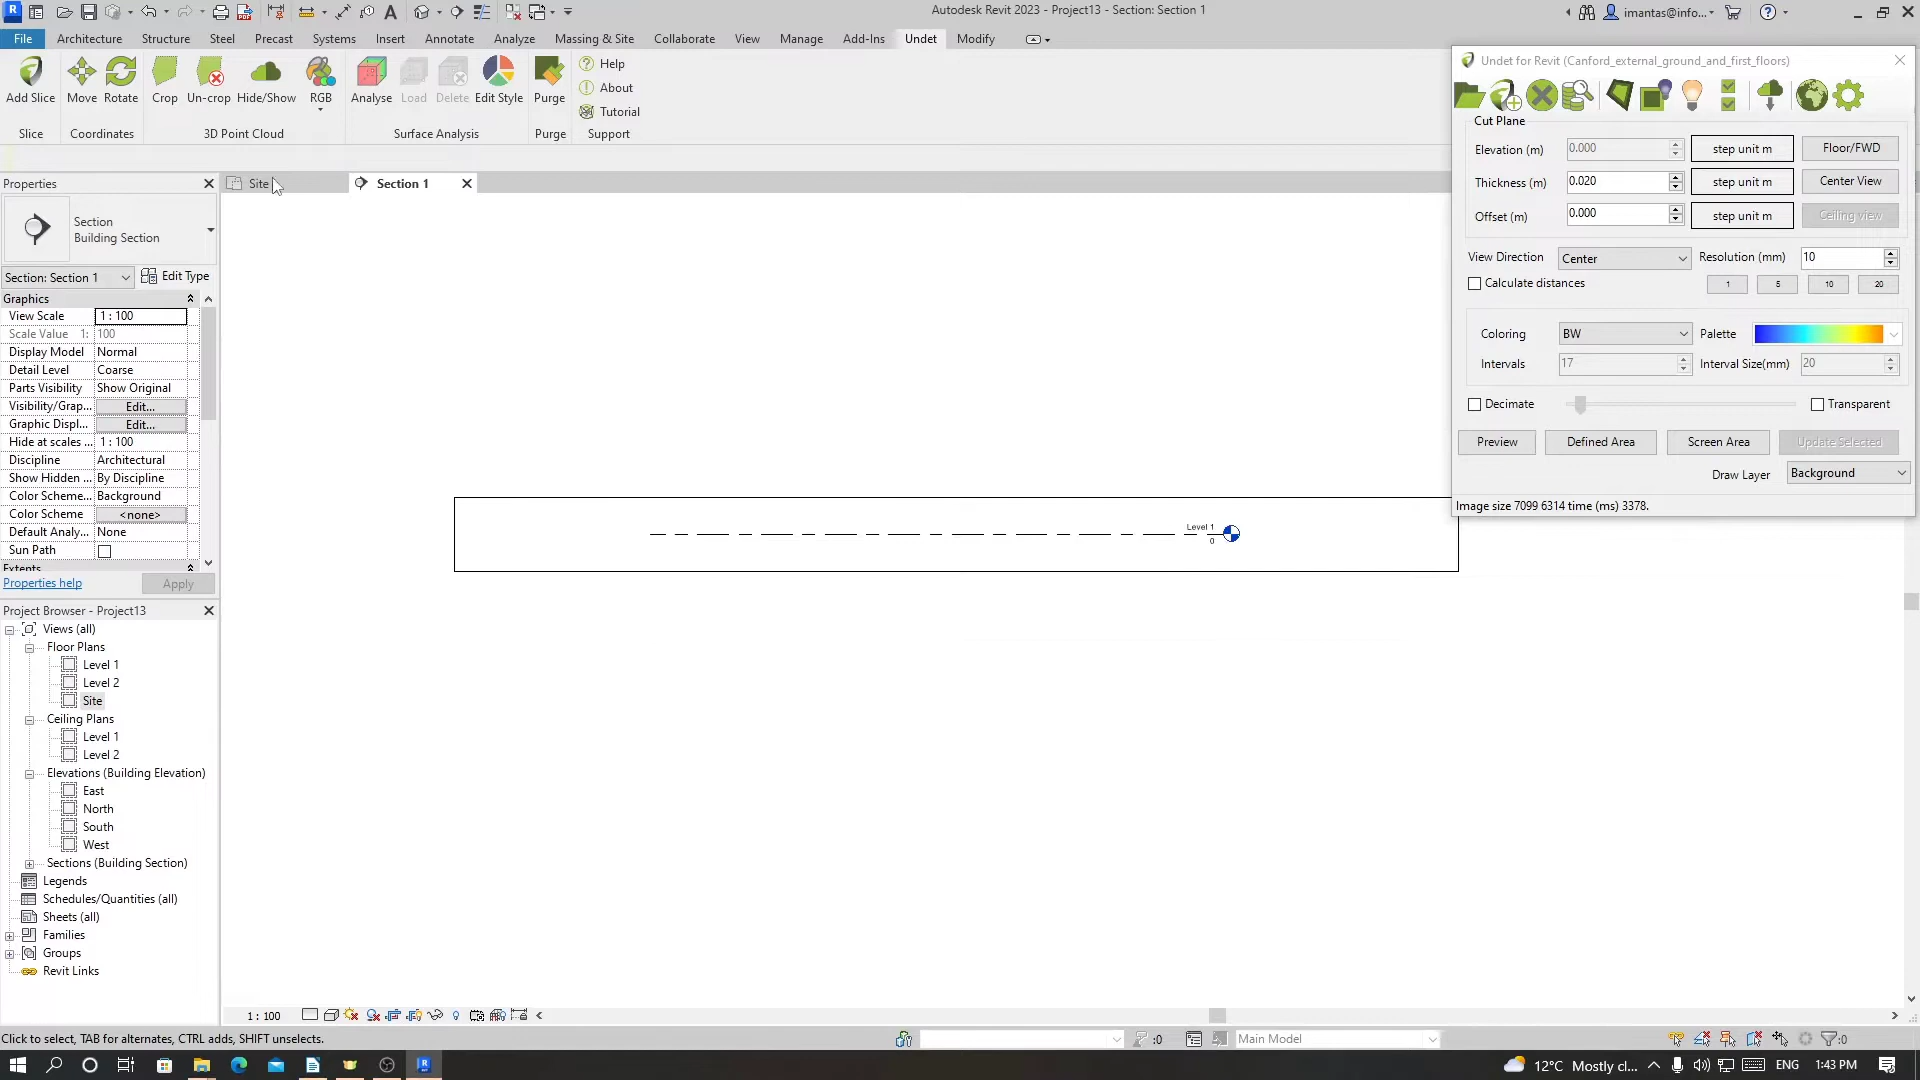 Autodesk Revit 2023 - Project13 - Section: Section 1
imantas@info...
File Architecture Structure Steel Precast Systems Insert Annotate Analyze Massing & Site Collaborate View Manage Add-Ins Undet Modify
Add Slice
Move
Rotate
Crop
Un-crop
Hide/Show
RGB
Analyse
Load
Delete
Edit Style
Purge
Help
About
Tutorial
Slice
Coordinates
3D Point Cloud
Surface Analysis
Purge
Support
Undet for Revit (Canford_external_ground_and_first_floors)
Cut Plane
Elevation (m) 0.000 step unit m Floor/FWD
Thickness (m) 0.020 step unit m Center View
Offset (m) 0.000 step unit m Ceiling view
View Direction Center Resolution (mm) 10
Calculate distances 1 5 10 20
Coloring BW Palette
Intervals 17 Interval Size(mm) 20
Decimate Transparent
Preview Defined Area Screen Area Update Selected
Draw Layer Background
Image size 7099 6314 time (ms) 3378.
Properties
Site
Section 1
Section
Building Section
Section: Section 1 Edit Type
Graphics
View Scale 1 : 100
Scale Value 1: 100
Display Model Normal
Detail Level Coarse
Parts Visibility Show Original
Visibility/Grap... Edit...
Graphic Displ... Edit...
Hide at scales ... 1 : 100
Discipline Architectural
Show Hidden ... By Discipline
Color Scheme... Background
Color Scheme <none>
Default Analy... None
Sun Path
Extents
Properties help Apply
Project Browser - Project13
Views (all)
Floor Plans
Level 1
Level 2
Site
Ceiling Plans
Level 1
Level 2
Elevations (Building Elevation)
East
North
South
West
Sections (Building Section)
Legends
Schedules/Quantities (all)
Sheets (all)
Families
Groups
Revit Links
Level 1
0
1 : 100
Click to select, TAB for alternates, CTRL adds, SHIFT unselects.
:0
Main Model
:0
12°C Mostly cl...
ENG
1:43 PM